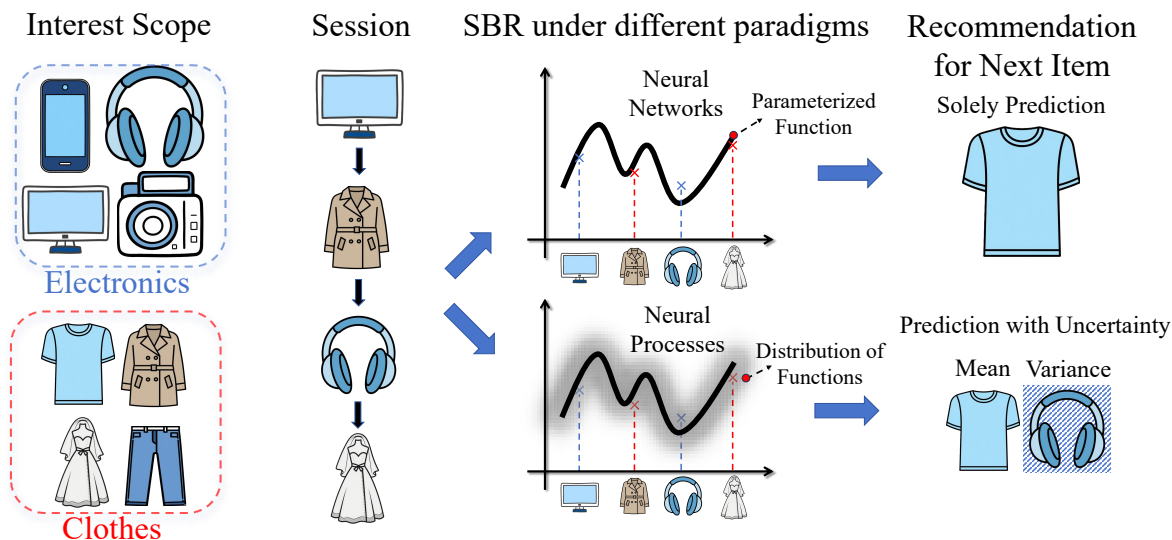 Interest Scope
Electronics
Clothes
Session
SBR under different paradigms
Neural
Networks
Parameterized
Function
Neural
Processes
Distribution of
Functions
Recommendation
for Next Item
Solely Prediction
Prediction with Uncertainty
Mean
Variance